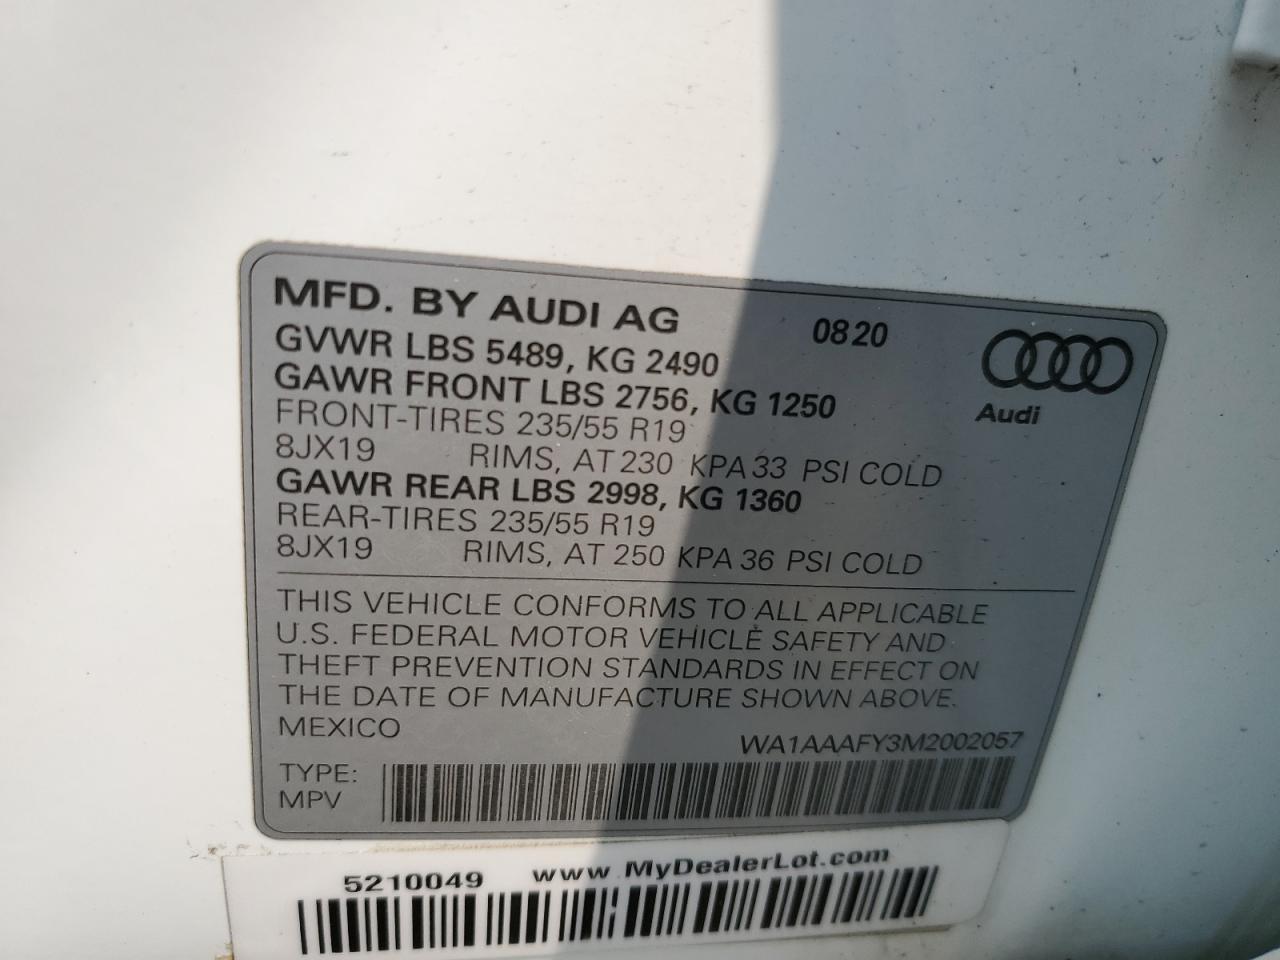 MFD. BY AUDI AG 0820
GVWR LBS 5489, KG 2490
GAWR FRONT LBS 2756, KG 1250
Audi
FRONT-TIRES 235/55 R19
8JX19 RIMS, AT 230 KPA 33 PSI COLD
GAWR REAR LBS 2998, KG 1360
REAR-TIRES 235/55 R19
8JX19 RIMS, AT 250 KPA 36 PSI COLD
THIS VEHICLE CONFORMS TO ALL APPLICABLE
U.S. FEDERAL MOTOR VEHICLE SAFETY AND
THEFT PREVENTION STANDARDS IN EFFECT ON
THE DATE OF MANUFACTURE SHOWN ABOVE.
MEXICO WA1AAAFY3M2002057
TYPE:
MPV
5210049 www.MyDealerLot.com